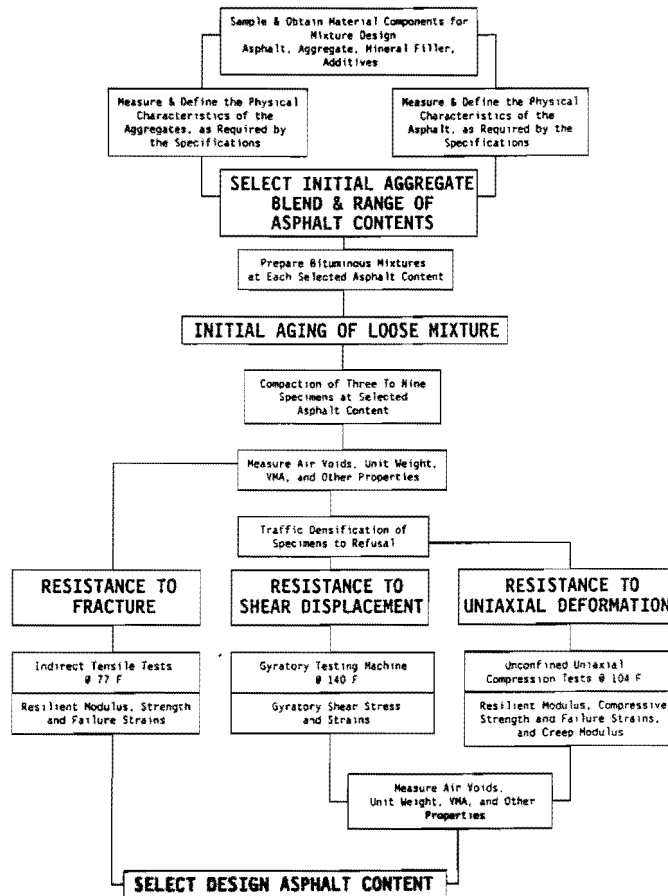 Sample & Obtain Material Components for
Mixture Design
Asphalt, Aggregate, Mineral Filler,
Additives
Measure & Define the Physical
Characteristics of the
Aggregates, as Required by
the Specifications
Measure & Define the Physical
Characteristics of the
Asphalt, as Required by the
Specifications
SELECT INITIAL AGGREGATE
BLEND & RANGE OF
ASPHALT CONTENTS
Prepare Bituminous Mixtures
at Each Selected Asphalt Content
INITIAL AGING OF LOOSE MIXTURE
Compaction of Three To Nine
Specimens at Selected
Asphalt Content
Measure Air Voids, Unit Weight,
VMA, and Other Properties
Traffic Densification of
Specimens to Refusal
RESISTANCE TO
FRACTURE
Indirect Tensile Tests
@ 77 F
Resilient Modulus, Strength
and Failure Strains
RESISTANCE TO
SHEAR DISPLACEMENT
Gyratory Testing Machine
@ 140 F
Gyratory Shear Stress
and Strains
RESISTANCE TO
UNIAXIAL DEFORMATION
Unconfined Uniaxial
Compression Tests @ 104 F
Resilient Modulus, Compressive
Strength and Failure Strains,
and Creep Modulus
Measure Air Voids,
Unit Weight, VMA, and Other
Properties
SELECT DESIGN ASPHALT CONTENT